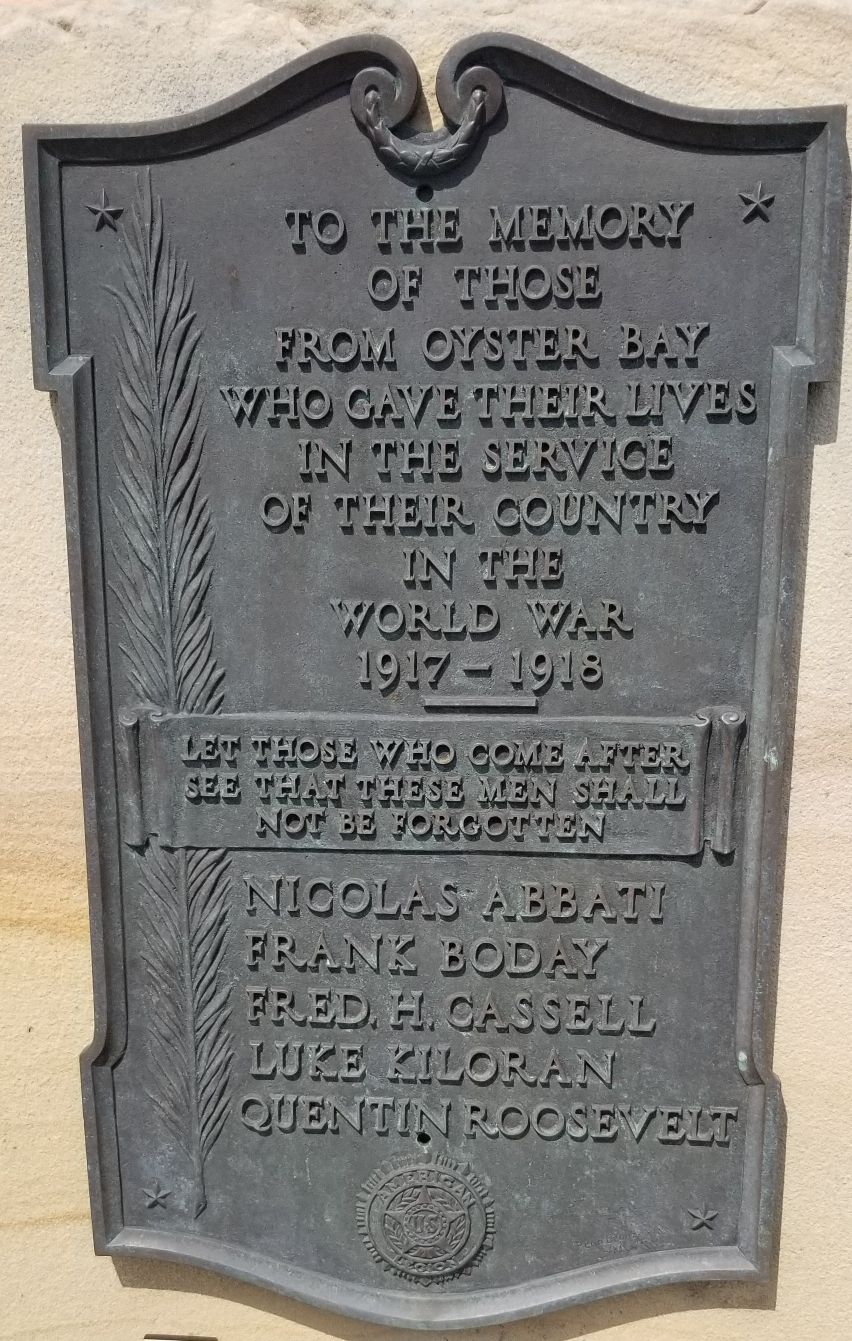 TO THE MEMORY
OF THOSE
FROM OYSTER BAY
WHO GAVE THEIR LIVES
IN THE SERVICE
OF THEIR COUNTRY
IN THE
WORLD WAR
1917 – 1918
LET THOSE WHO COME AFTER
SEE THAT THESE MEN SHALL
NOT BE FORGOTTEN
NICOLAS ABBATI
FRANK BODAY
FRED. H. CASSELL
LUKE KILORAN
QUENTIN ROOSEVELT
AMERICAN
US
LEGION